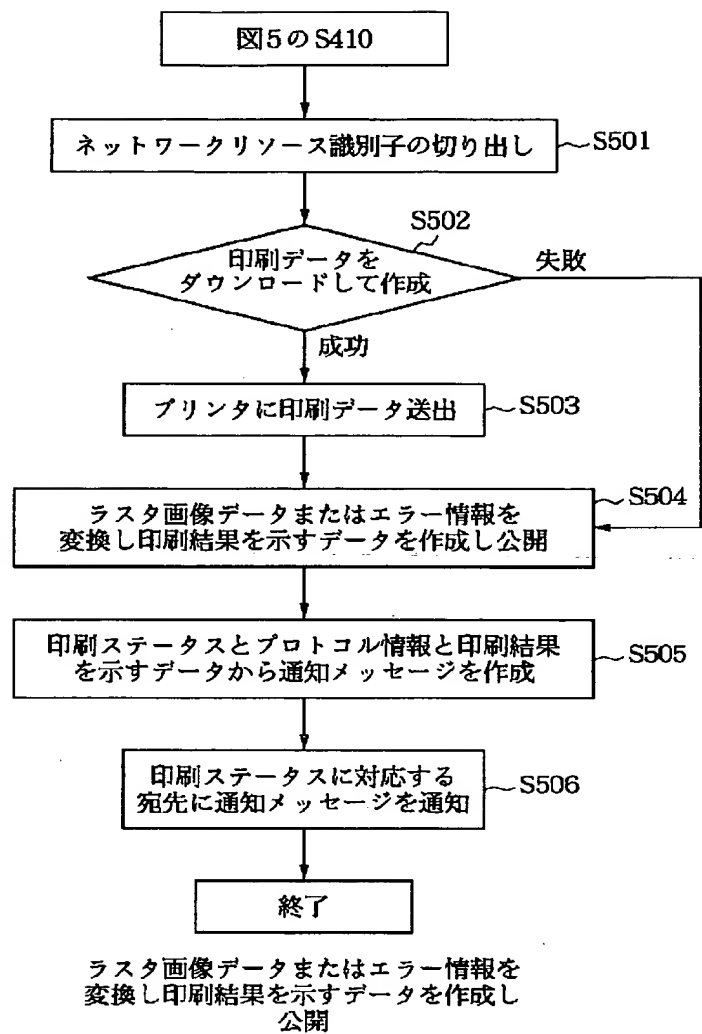 図5のS410
ネットワークリソース識別子の切り出し
S501
S502
印刷データを
ダウンロードして作成
失敗
成功
プリンタに印刷データ送出
S503
ラスタ画像データまたはエラー情報を
変換し印刷結果を示すデータを作成し公開
S504
印刷ステータスとプロトコル情報と印刷結果
を示すデータから通知メッセージを作成
S505
印刷ステータスに対応する
宛先に通知メッセージを通知
S506
終了
ラスタ画像データまたはエラー情報を
変換し印刷結果を示すデータを作成し
公開